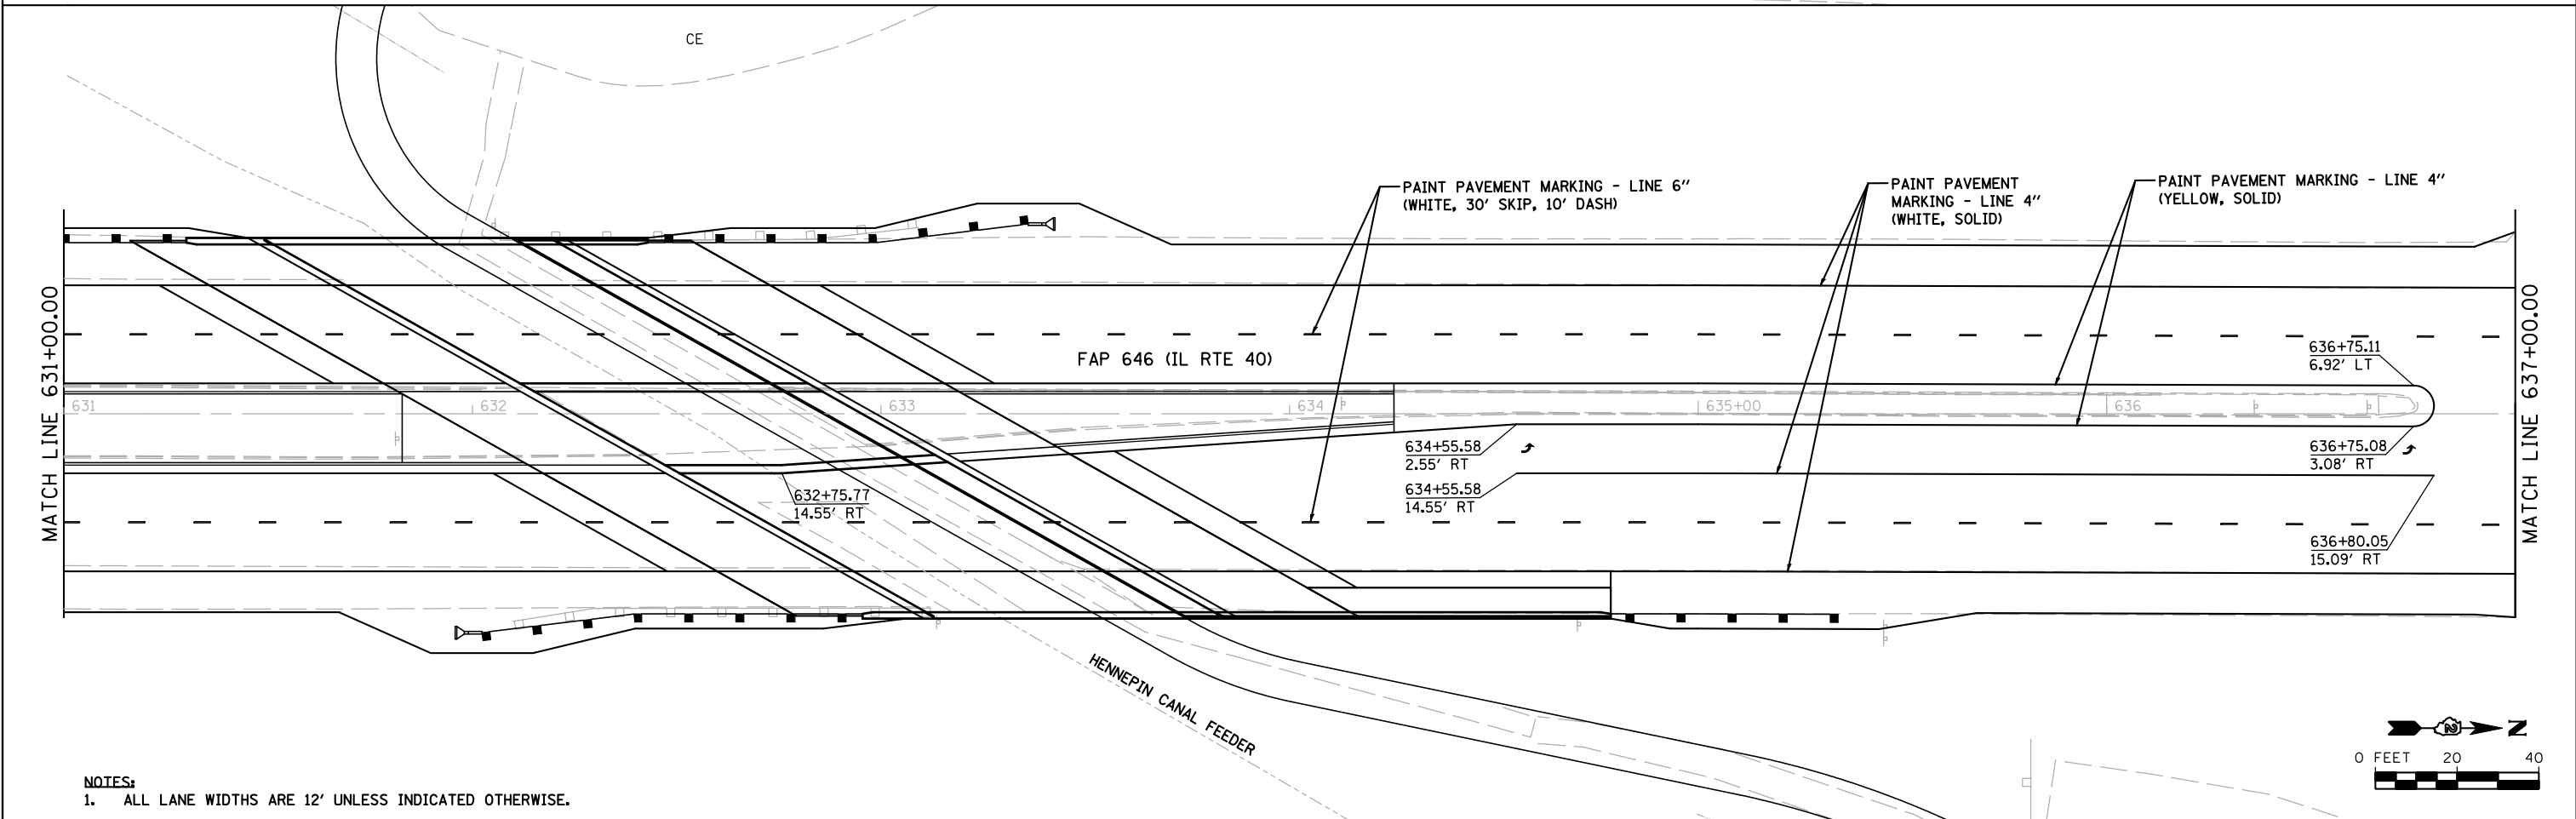 CE
PAINT PAVEMENT MARKING - LINE 6"
(WHITE, 30' SKIP, 10' DASH)
PAINT PAVEMENT
MARKING - LINE 4"
(WHITE, SOLID)
PAINT PAVEMENT MARKING - LINE 4"
(YELLOW, SOLID)
MATCH LINE 631+00.00
FAP 646 (IL RTE 40)
636+75.11
6.92' LT
MATCH LINE 637+00.00
631
632
633
634
635+00
636
634+55.58
2.55' RT
636+75.08
3.08' RT
632+75.77
14.55' RT
634+55.58
14.55' RT
636+80.05
15.09' RT
HENNEPIN CANAL FEEDER
N
0 FEET 20 40
NOTES:
1. ALL LANE WIDTHS ARE 12' UNLESS INDICATED OTHERWISE.